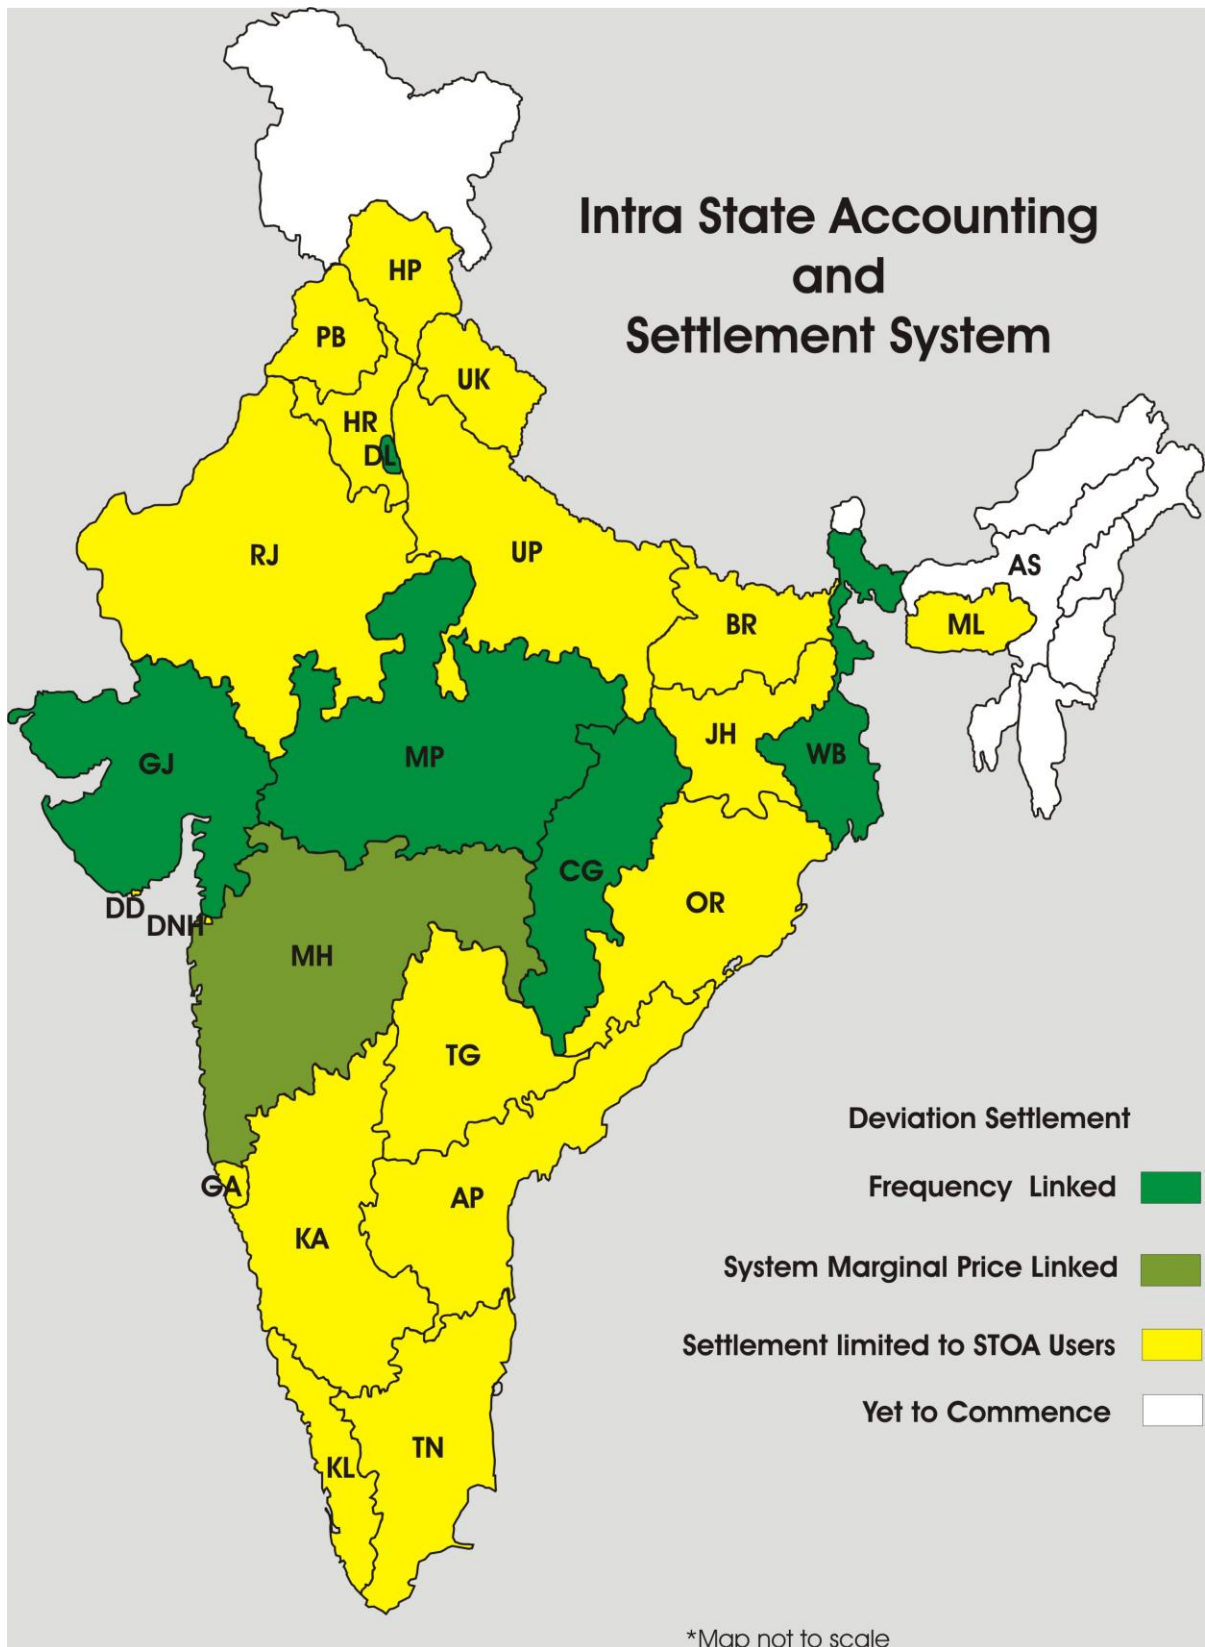 Intra State Accounting
and
Settlement System
HP
PB
UK
HR
DL
RJ
UP
AS
BR
ML
JH
GJ
MP
WB
CG
OR
DD
DNH
MH
TG
GA
AP
KA
TN
KL
Deviation Settlement
Frequency Linked
System Marginal Price Linked
Settlement limited to STOA Users
Yet to Commence
*Map not to scale